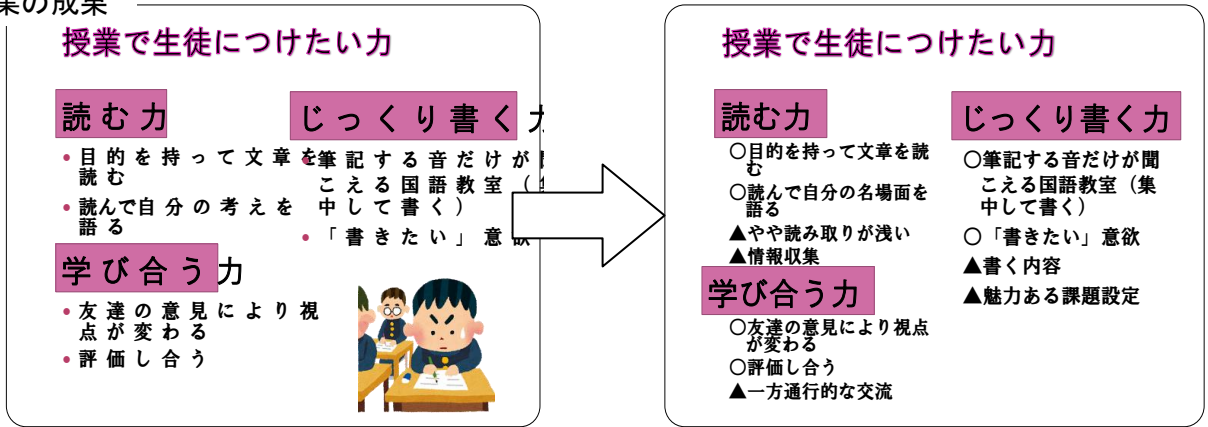 業の成果
授業で生徒につけたい力
読む力
• 目的を持って文章を
読む
• 読んで自分の考えを
語る
学び合う力
• 友達の意見により視
点が変わる
• 評価し合う
じっくり書く
• 筆記する音だけが
こえる国語教室（
中して書く）
• 「書きたい」意欲
授業で生徒につけたい力
読む力
○目的を持って文章を読
む
○読んで自分の名場面を
語る
▲やや読み取りが浅い
▲情報収集
学び合う力
○友達の意見により視点
が変わる
○評価し合う
▲一方通行的な交流
じっくり書く力
○筆記する音だけが聞
こえる国語教室（集
中して書く）
○「書きたい」意欲
▲書く内容
▲魅力ある課題設定